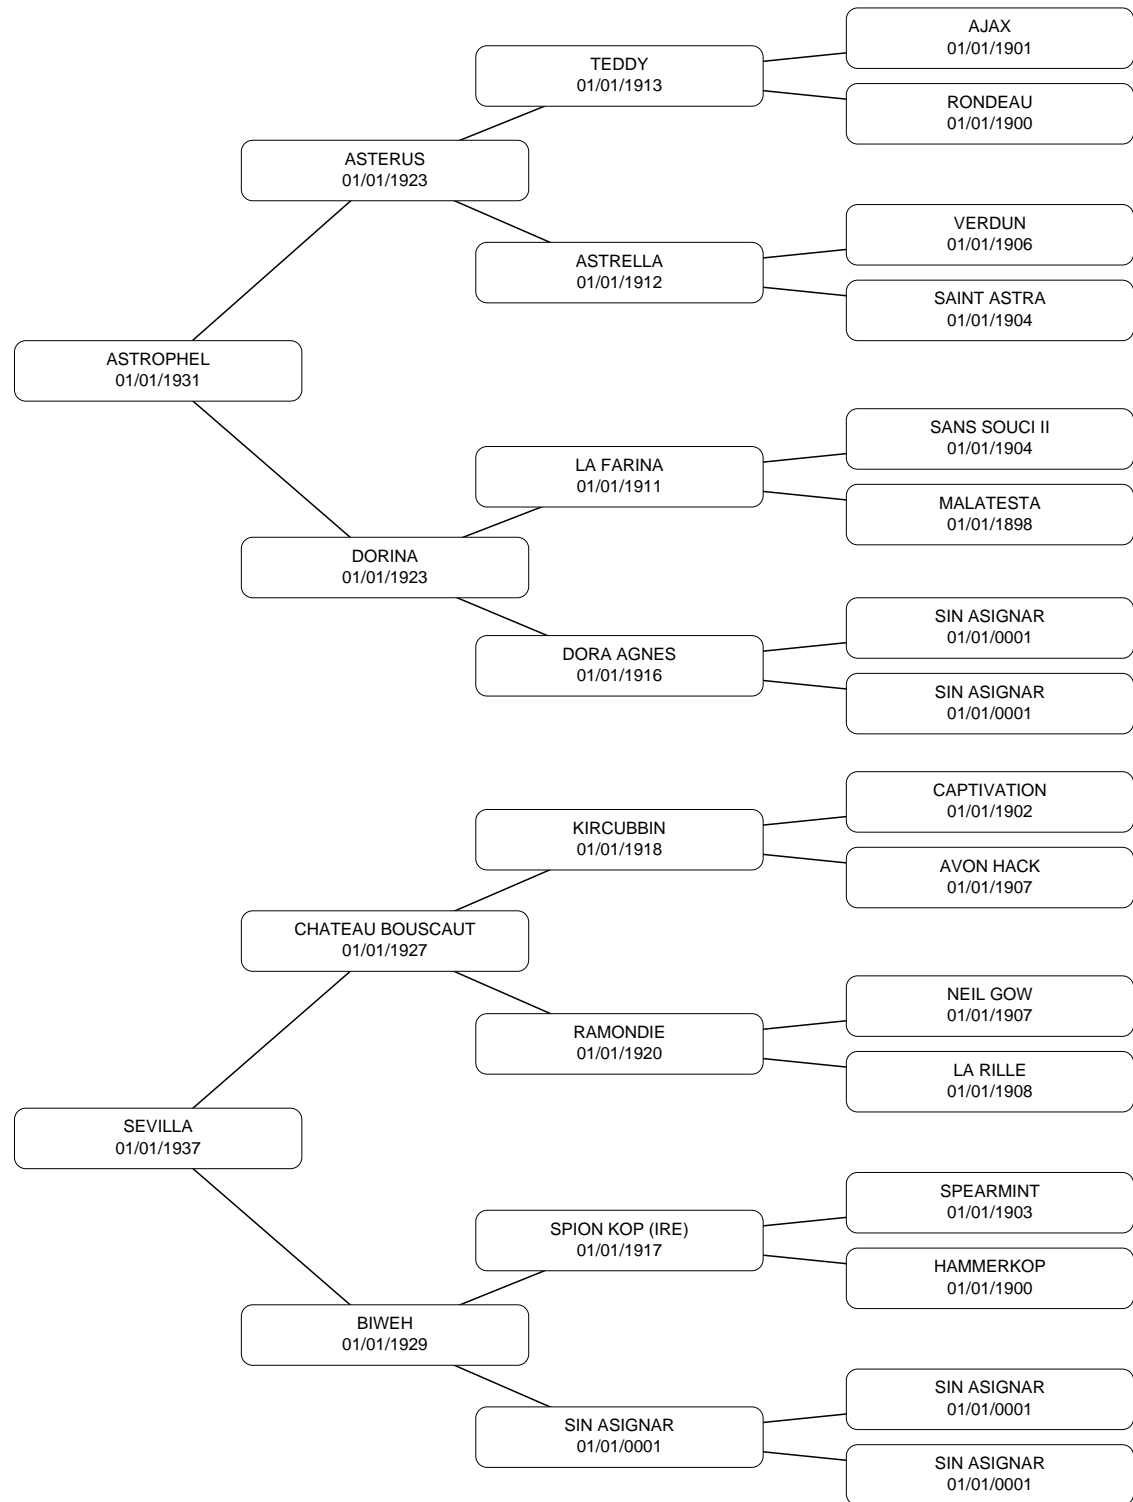 AJAX
01/01/1901
TEDDY
01/01/1913
RONDEAU
01/01/1900
ASTERUS
01/01/1923
VERDUN
01/01/1906
ASTRELLA
01/01/1912
SAINT ASTRA
01/01/1904
ASTROPHEL
01/01/1931
SANS SOUCI II
01/01/1904
LA FARINA
01/01/1911
MALATESTA
01/01/1898
DORINA
01/01/1923
SIN ASIGNAR
01/01/0001
DORA AGNES
01/01/1916
SIN ASIGNAR
01/01/0001
CAPTIVATION
01/01/1902
KIRCUBBIN
01/01/1918
AVON HACK
01/01/1907
CHATEAU BOUSCAUT
01/01/1927
NEIL GOW
01/01/1907
RAMONDIE
01/01/1920
LA RILLE
01/01/1908
SEVILLA
01/01/1937
SPEARMINT
01/01/1903
SPION KOP (IRE)
01/01/1917
HAMMERKOP
01/01/1900
BIWEH
01/01/1929
SIN ASIGNAR
01/01/0001
SIN ASIGNAR
01/01/0001
SIN ASIGNAR
01/01/0001